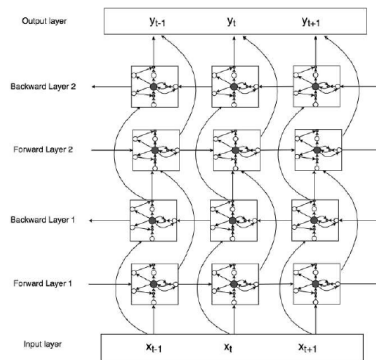 Output layer y_{t-1} y_t y_{t+1}
Backward Layer 2
Forward Layer 2
Backward Layer 1
Forward Layer 1
Input layer x_{t-1} x_t x_{t+1}